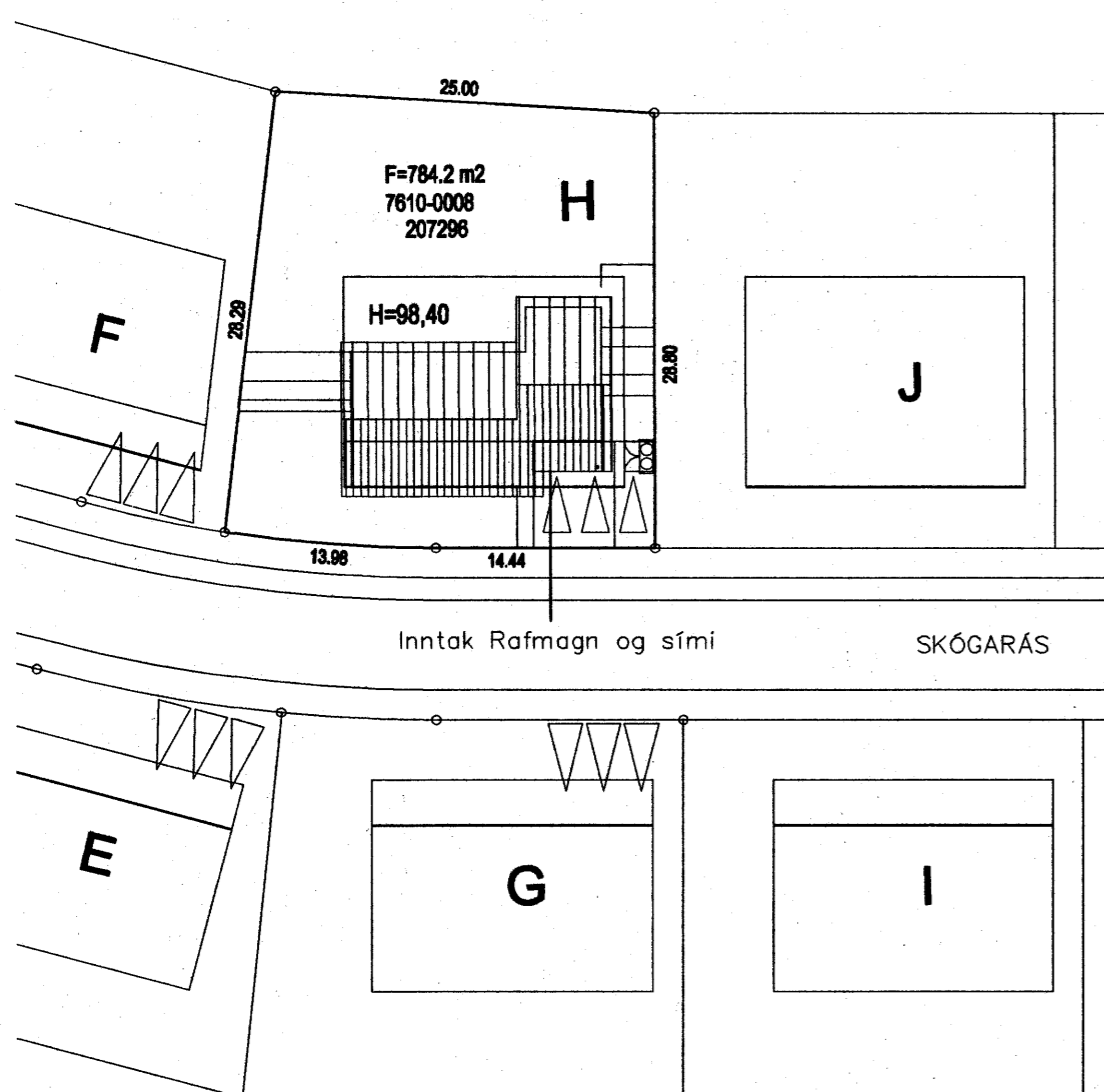 25.00
F=784.2 m2
7610-0008
207296
H
H=98,40
F
28.29
28.80
J
13.98
14.44
Inntak Rafmagn og sími
SKÓGARÁS
E
G
I